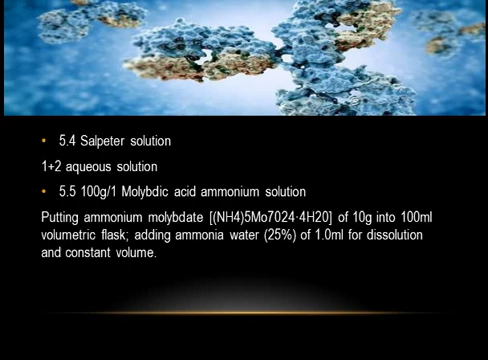 • 5.4 Salpeter solution
1+2 aqueous solution
• 5.5 100g/1 Molybdic acid ammonium solution
Putting ammonium molybdate [(NH4)5Mo7024·4H20] of 10g into 100ml
volumetric flask; adding ammonia water (25%) of 1.0ml for dissolution
and constant volume.